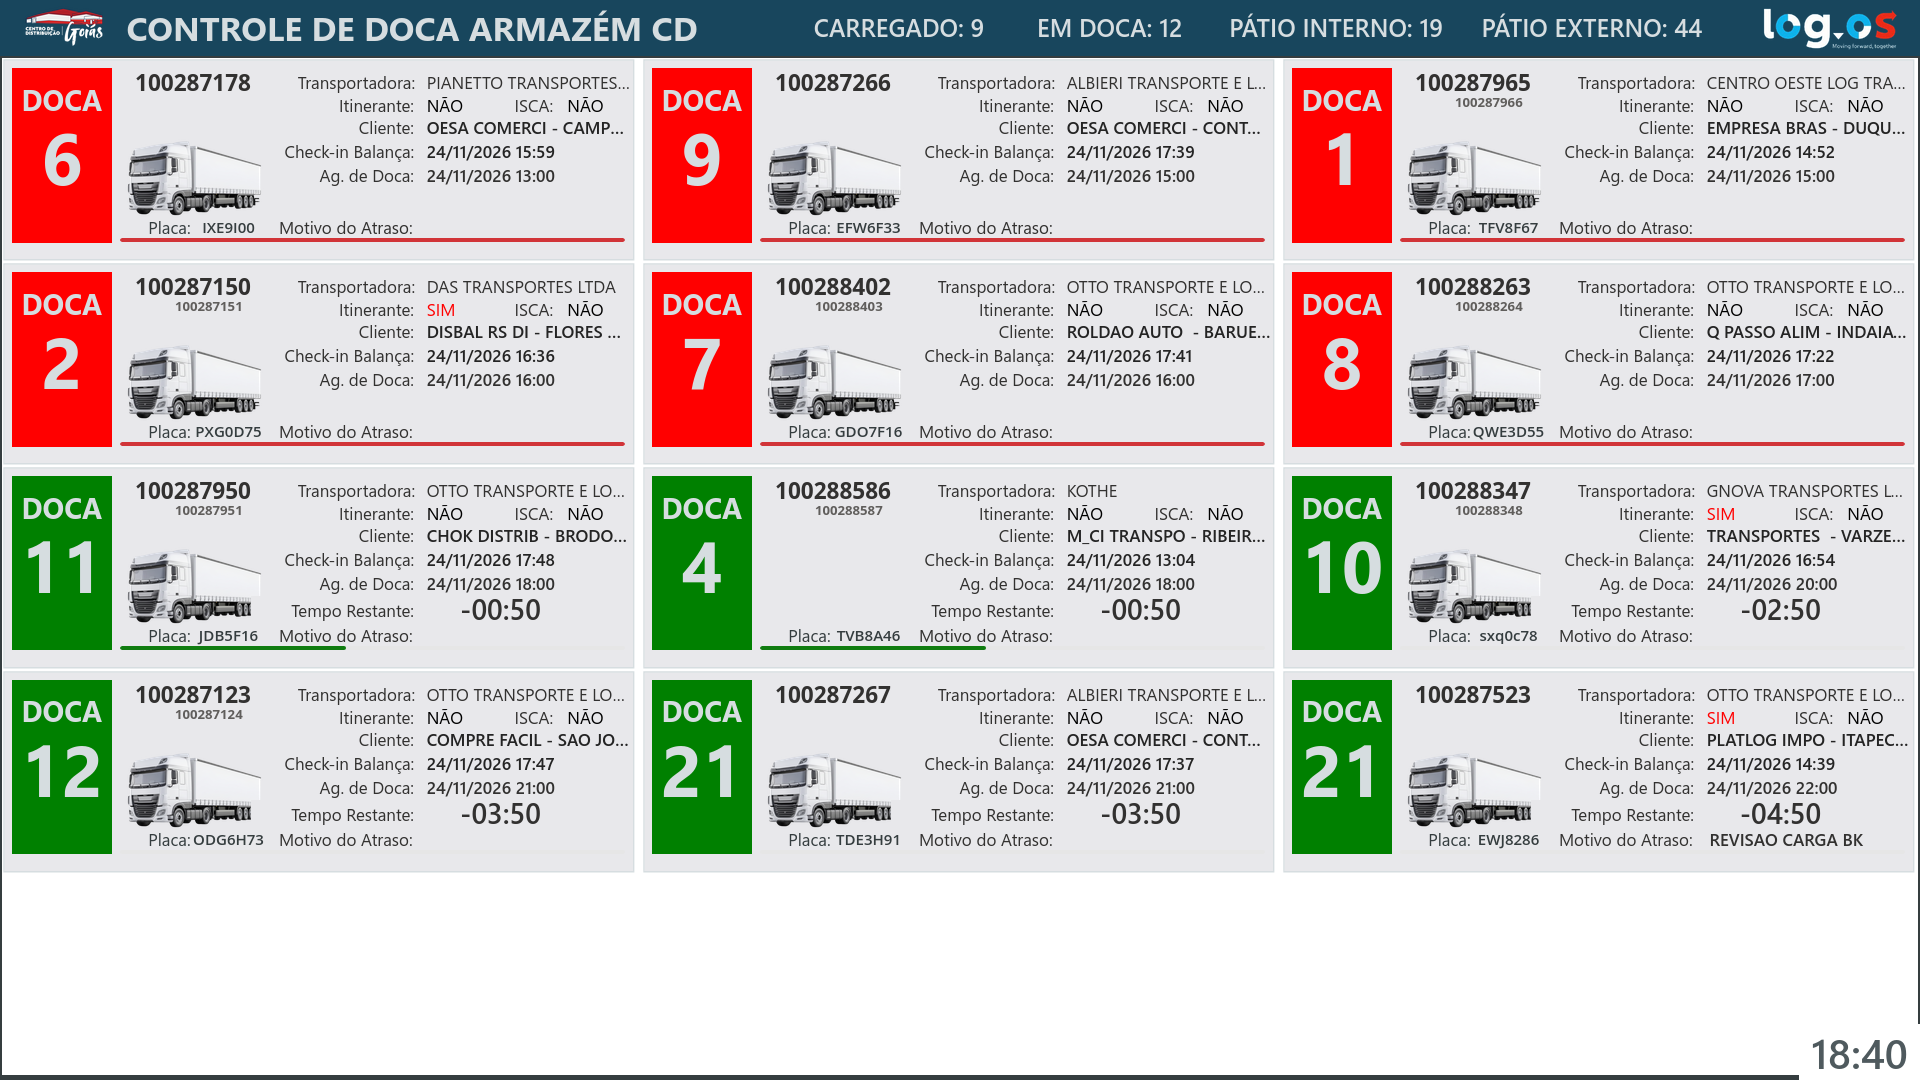 CENTRO DE DISTRIBUIÇÃO Goiás
CONTROLE DE DOCA ARMAZÉM CD
CARREGADO: 9
EM DOCA: 12
PÁTIO INTERNO: 19
PÁTIO EXTERNO: 44
log.os
Moving forward, together
DOCA
6
100287178
Transportadora: PIANETTO TRANSPORTES...
Itinerante: NÃO ISCA: NÃO
Cliente: OESA COMERCI - CAMP...
Check-in Balança: 24/11/2026 15:59
Ag. de Doca: 24/11/2026 13:00
Placa: IXE9I00 Motivo do Atraso:
DOCA
9
100287266
Transportadora: ALBIERI TRANSPORTE E L...
Itinerante: NÃO ISCA: NÃO
Cliente: OESA COMERCI - CONT...
Check-in Balança: 24/11/2026 17:39
Ag. de Doca: 24/11/2026 15:00
Placa: EFW6F33 Motivo do Atraso:
DOCA
1
100287965
100287966
Transportadora: CENTRO OESTE LOG TRA...
Itinerante: NÃO ISCA: NÃO
Cliente: EMPRESA BRAS - DUQU...
Check-in Balança: 24/11/2026 14:52
Ag. de Doca: 24/11/2026 15:00
Placa: TFV8F67 Motivo do Atraso:
DOCA
2
100287150
100287151
Transportadora: DAS TRANSPORTES LTDA
Itinerante: SIM ISCA: NÃO
Cliente: DISBAL RS DI - FLORES ...
Check-in Balança: 24/11/2026 16:36
Ag. de Doca: 24/11/2026 16:00
Placa: PXG0D75 Motivo do Atraso:
DOCA
7
100288402
100288403
Transportadora: OTTO TRANSPORTE E LO...
Itinerante: NÃO ISCA: NÃO
Cliente: ROLDAO AUTO  - BARUE...
Check-in Balança: 24/11/2026 17:41
Ag. de Doca: 24/11/2026 16:00
Placa: GDO7F16 Motivo do Atraso:
DOCA
8
100288263
100288264
Transportadora: OTTO TRANSPORTE E LO...
Itinerante: NÃO ISCA: NÃO
Cliente: Q PASSO ALIM - INDAIA...
Check-in Balança: 24/11/2026 17:22
Ag. de Doca: 24/11/2026 17:00
Placa: QWE3D55 Motivo do Atraso:
DOCA
11
100287950
100287951
Transportadora: OTTO TRANSPORTE E LO...
Itinerante: NÃO ISCA: NÃO
Cliente: CHOK DISTRIB - BRODO...
Check-in Balança: 24/11/2026 17:48
Ag. de Doca: 24/11/2026 18:00
Tempo Restante: -00:50
Placa: JDB5F16 Motivo do Atraso:
DOCA
4
100288586
100288587
Transportadora: KOTHE
Itinerante: NÃO ISCA: NÃO
Cliente: M_CI TRANSPO - RIBEIR...
Check-in Balança: 24/11/2026 13:04
Ag. de Doca: 24/11/2026 18:00
Tempo Restante: -00:50
Placa: TVB8A46 Motivo do Atraso:
DOCA
10
100288347
100288348
Transportadora: GNOVA TRANSPORTES L...
Itinerante: SIM ISCA: NÃO
Cliente: TRANSPORTES  - VARZE...
Check-in Balança: 24/11/2026 16:54
Ag. de Doca: 24/11/2026 20:00
Tempo Restante: -02:50
Placa: sxq0c78 Motivo do Atraso:
DOCA
12
100287123
100287124
Transportadora: OTTO TRANSPORTE E LO...
Itinerante: NÃO ISCA: NÃO
Cliente: COMPRE FACIL - SAO JO...
Check-in Balança: 24/11/2026 17:47
Ag. de Doca: 24/11/2026 21:00
Tempo Restante: -03:50
Placa: ODG6H73 Motivo do Atraso:
DOCA
21
100287267
Transportadora: ALBIERI TRANSPORTE E L...
Itinerante: NÃO ISCA: NÃO
Cliente: OESA COMERCI - CONT...
Check-in Balança: 24/11/2026 17:37
Ag. de Doca: 24/11/2026 21:00
Tempo Restante: -03:50
Placa: TDE3H91 Motivo do Atraso:
DOCA
21
100287523
Transportadora: OTTO TRANSPORTE E LO...
Itinerante: SIM ISCA: NÃO
Cliente: PLATLOG IMPO - ITAPEC...
Check-in Balança: 24/11/2026 14:39
Ag. de Doca: 24/11/2026 22:00
Tempo Restante: -04:50
Placa: EWJ8286 Motivo do Atraso: REVISAO CARGA BK
18:40